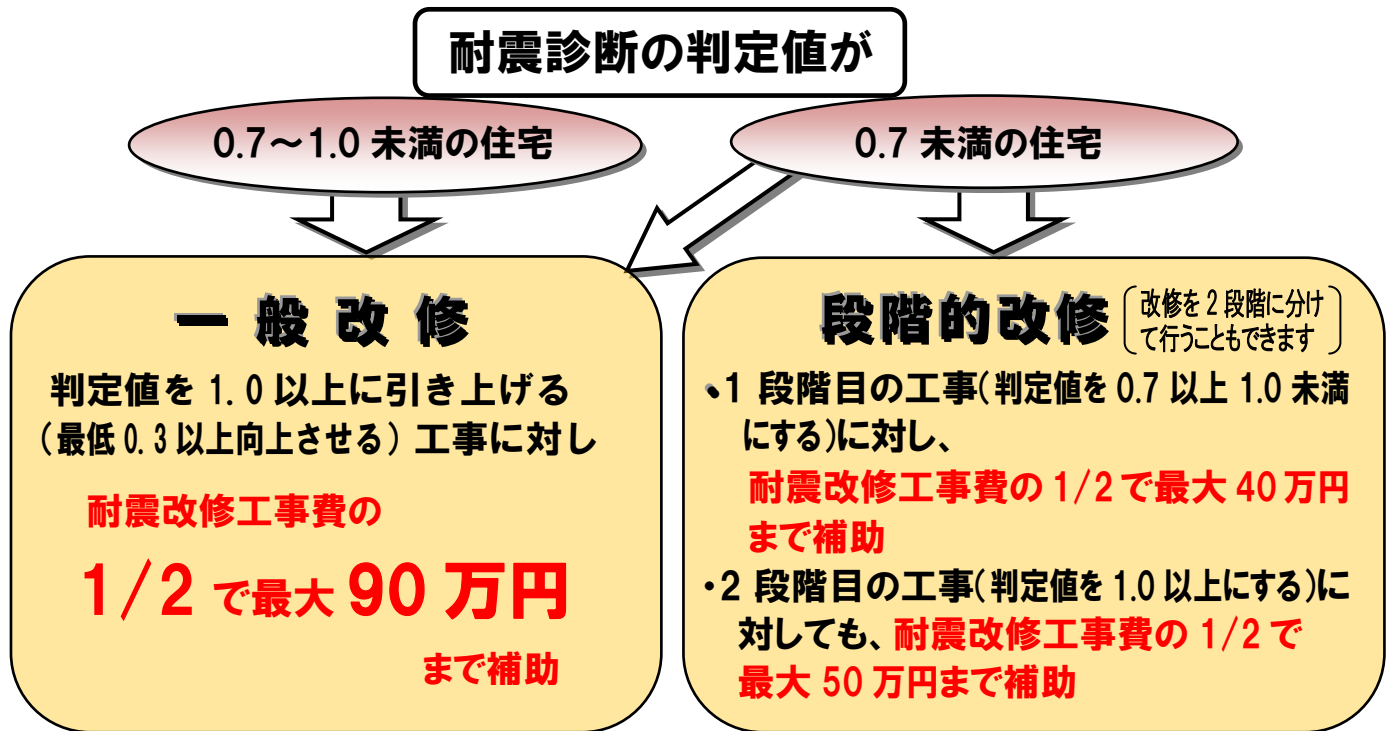 耐震診断の判定値が
0.7～1.0 未満の住宅
0.7 未満の住宅
一般改修
判定値を 1.0 以上に引き上げる
（最低 0.3 以上向上させる）工事に対し
耐震改修工事費の
1/2 で最大 90 万円
まで補助
段階的改修
改修を 2 段階に分け
て行うこともできます
・1 段階目の工事(判定値を 0.7 以上 1.0 未満
にする)に対し、
耐震改修工事費の 1/2 で最大 40 万円
まで補助
・2 段階目の工事(判定値を 1.0 以上にする)に
対しても、耐震改修工事費の 1/2 で
最大 50 万円まで補助